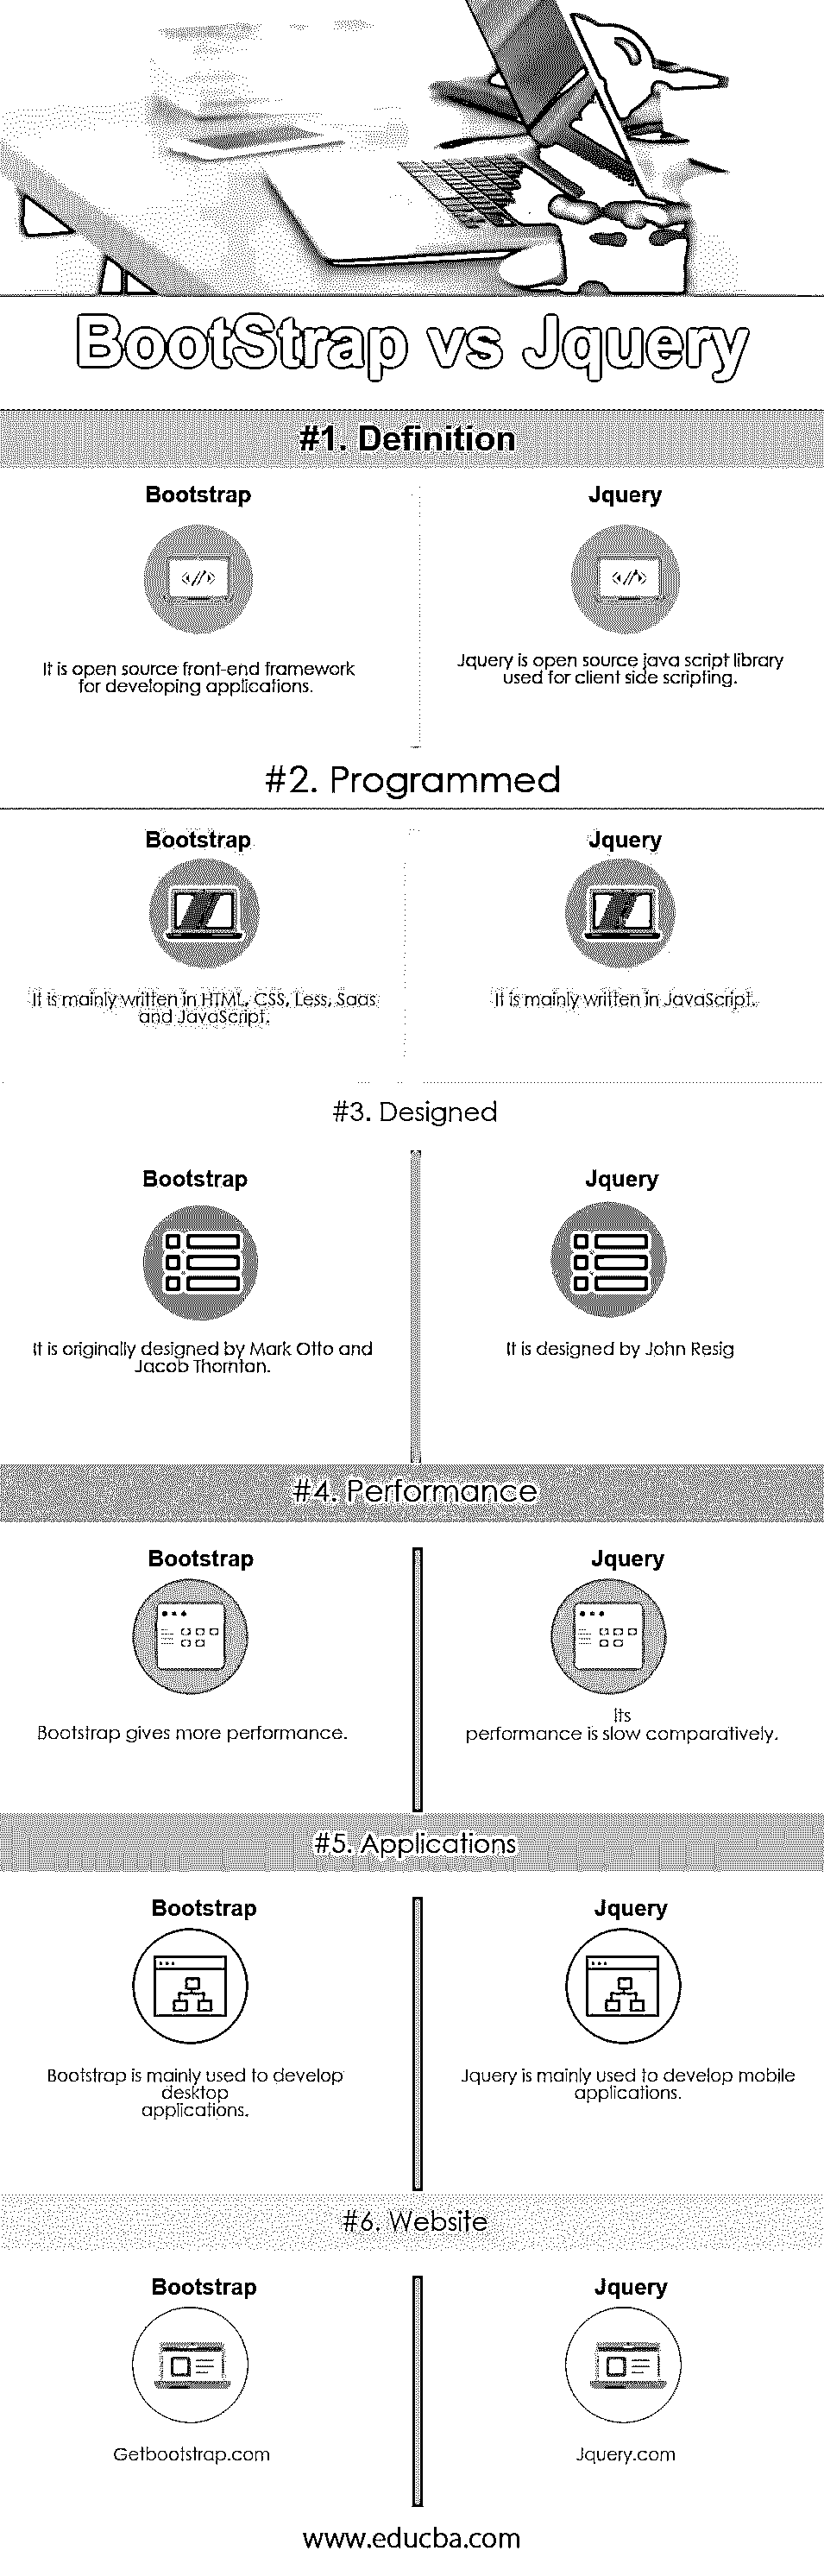 BootStrap vs Jquery
#1. Definition
Bootstrap
Jquery
It is open source front-end framework
for developing applications.
Jquery is open source java script library
used for client side scripting.
#2. Programmed
Bootstrap
Jquery
It is mainly written in HTML, CSS, Less, Saas
and JavaScript.
It is mainly written in JavaScript.
#3. Designed
Bootstrap
Jquery
It is originally designed by Mark Otto and
Jacob Thornton.
It is designed by John Resig
#4. Performance
Bootstrap
Jquery
Bootstrap gives more performance.
Its
performance is slow comparatively.
#5. Applications
Bootstrap
Jquery
Bootstrap is mainly used to develop
desktop
applications.
Jquery is mainly used to develop mobile
applications.
#6. Website
Bootstrap
Jquery
Getbootstrap.com
Jquery.com
www.educba.com